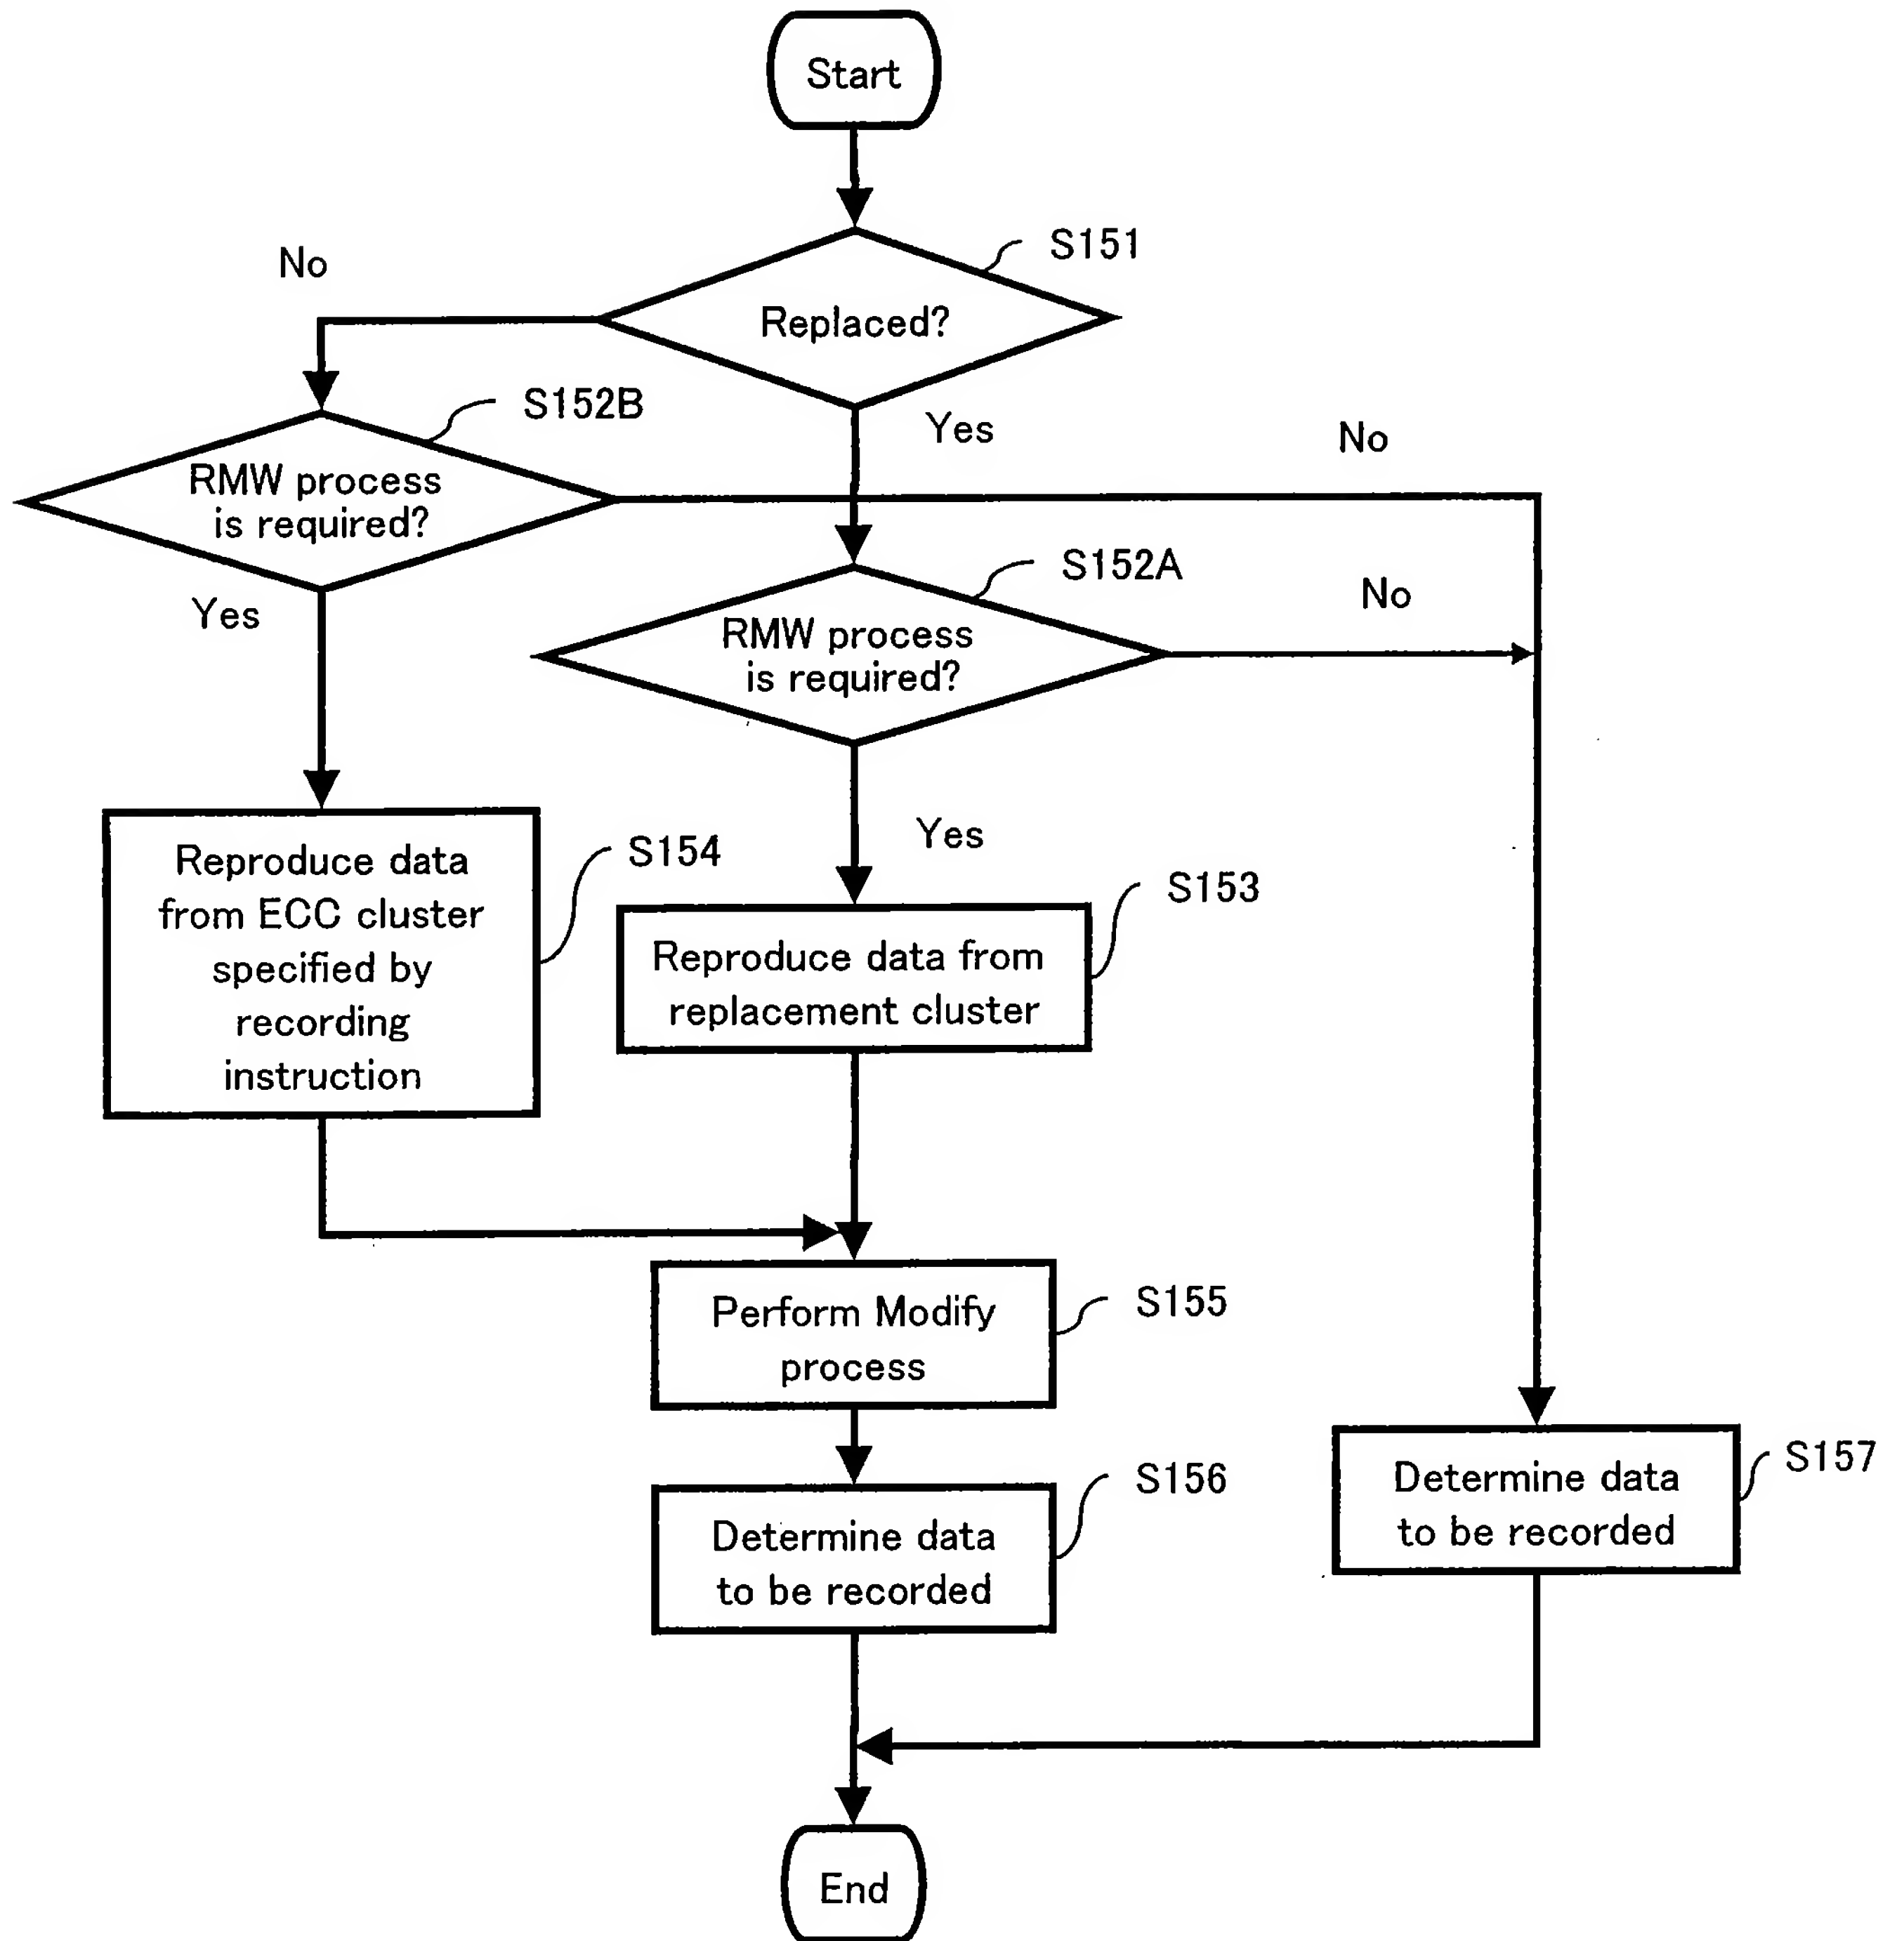 Start
S151
No
Replaced?
S152B
Yes
No
RMW process
is required?
S152A
No
Yes
RMW process
is required?
Yes
S154
Reproduce data
from ECC cluster
specified by
recording
instruction
S153
Reproduce data from
replacement cluster
S155
Perform Modify
process
S156
Determine data
to be recorded
S157
Determine data
to be recorded
End